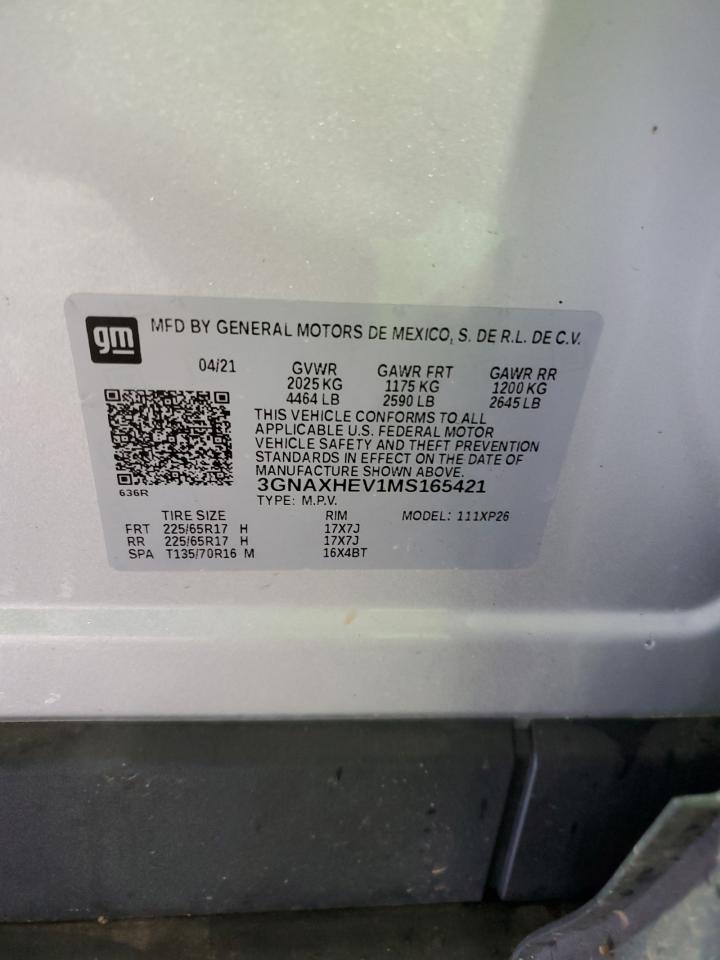 gm MFD BY GENERAL MOTORS DE MEXICO, S. DE R.L. DE C.V.
04/21 GVWR GAWR FRT GAWR RR
2025 KG 1175 KG 1200 KG
4464 LB 2590 LB 2645 LB
THIS VEHICLE CONFORMS TO ALL
APPLICABLE U.S. FEDERAL MOTOR
VEHICLE SAFETY AND THEFT PREVENTION
STANDARDS IN EFFECT ON THE DATE OF
MANUFACTURE SHOWN ABOVE.
636R 3GNAXHEV1MS165421
TYPE: M.P.V.
TIRE SIZE RIM MODEL: 111XP26
FRT 225/65R17 H 17X7J
RR 225/65R17 H 17X7J
SPA T135/70R16 M 16X4BT